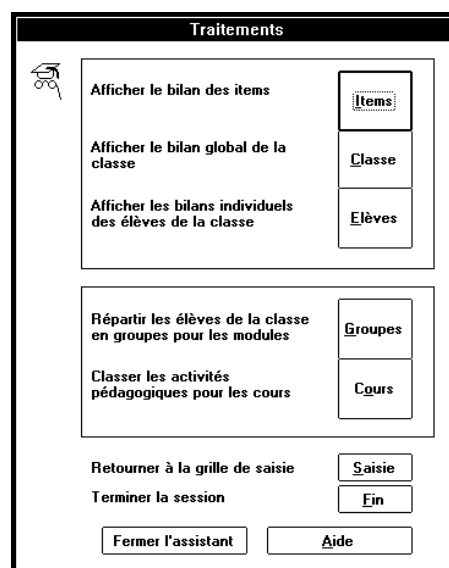 Traitements
Afficher le bilan des items
Items
Afficher le bilan global de la
classe
Classe
Afficher les bilans individuels
des élèves de la classe
Elèves
Répartir les élèves de la classe
en groupes pour les modules
Groupes
Classer les activités
pédagogiques pour les cours
Cours
Retourner à la grille de saisie
Saisie
Terminer la session
Fin
Fermer l'assistant
Aide